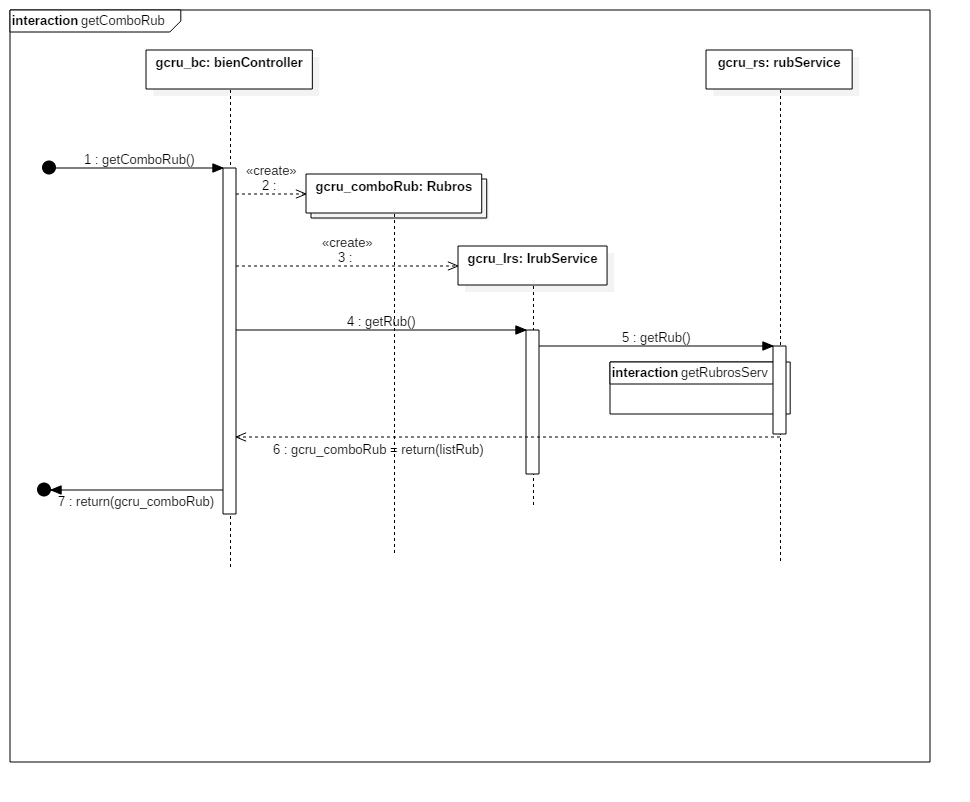 interaction getComboRub
gcru_bc: bienController
gcru_rs: rubService
1 : getComboRub()
«create»
2 :
gcru_comboRub: Rubros
«create»
3 :
gcru_Irs: IrubService
4 : getRub()
5 : getRub()
interaction getRubrosServ
6 : gcru_comboRub = return(listRub)
7 : return(gcru_comboRub)